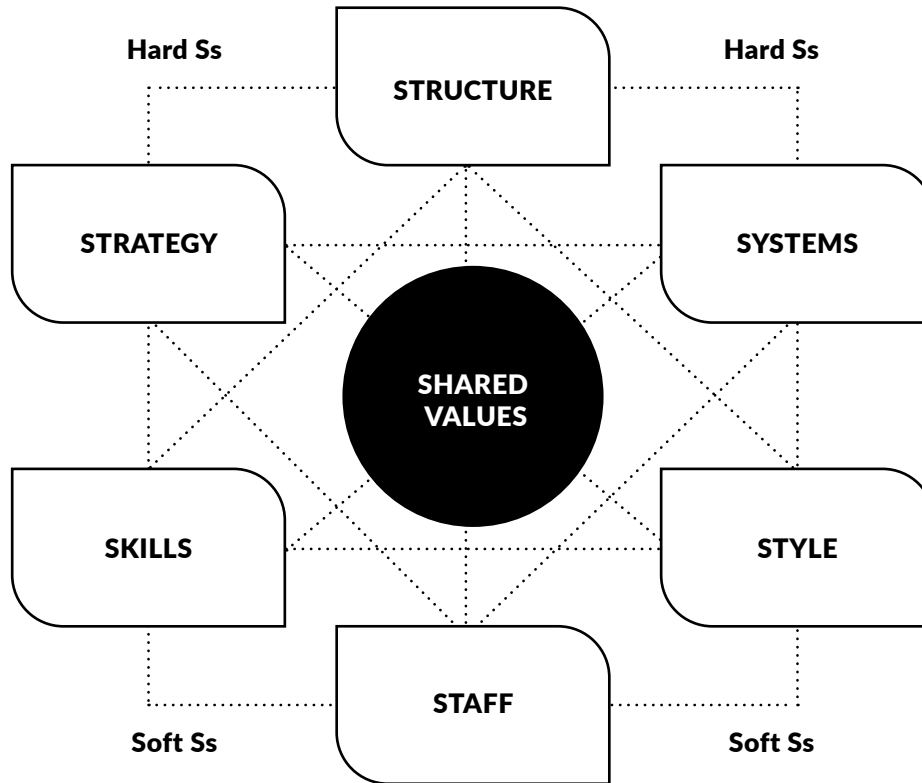 Hard Ss
Hard Ss
STRUCTURE
STRATEGY
SYSTEMS
SHARED
VALUES
SKILLS
STYLE
STAFF
Soft Ss
Soft Ss